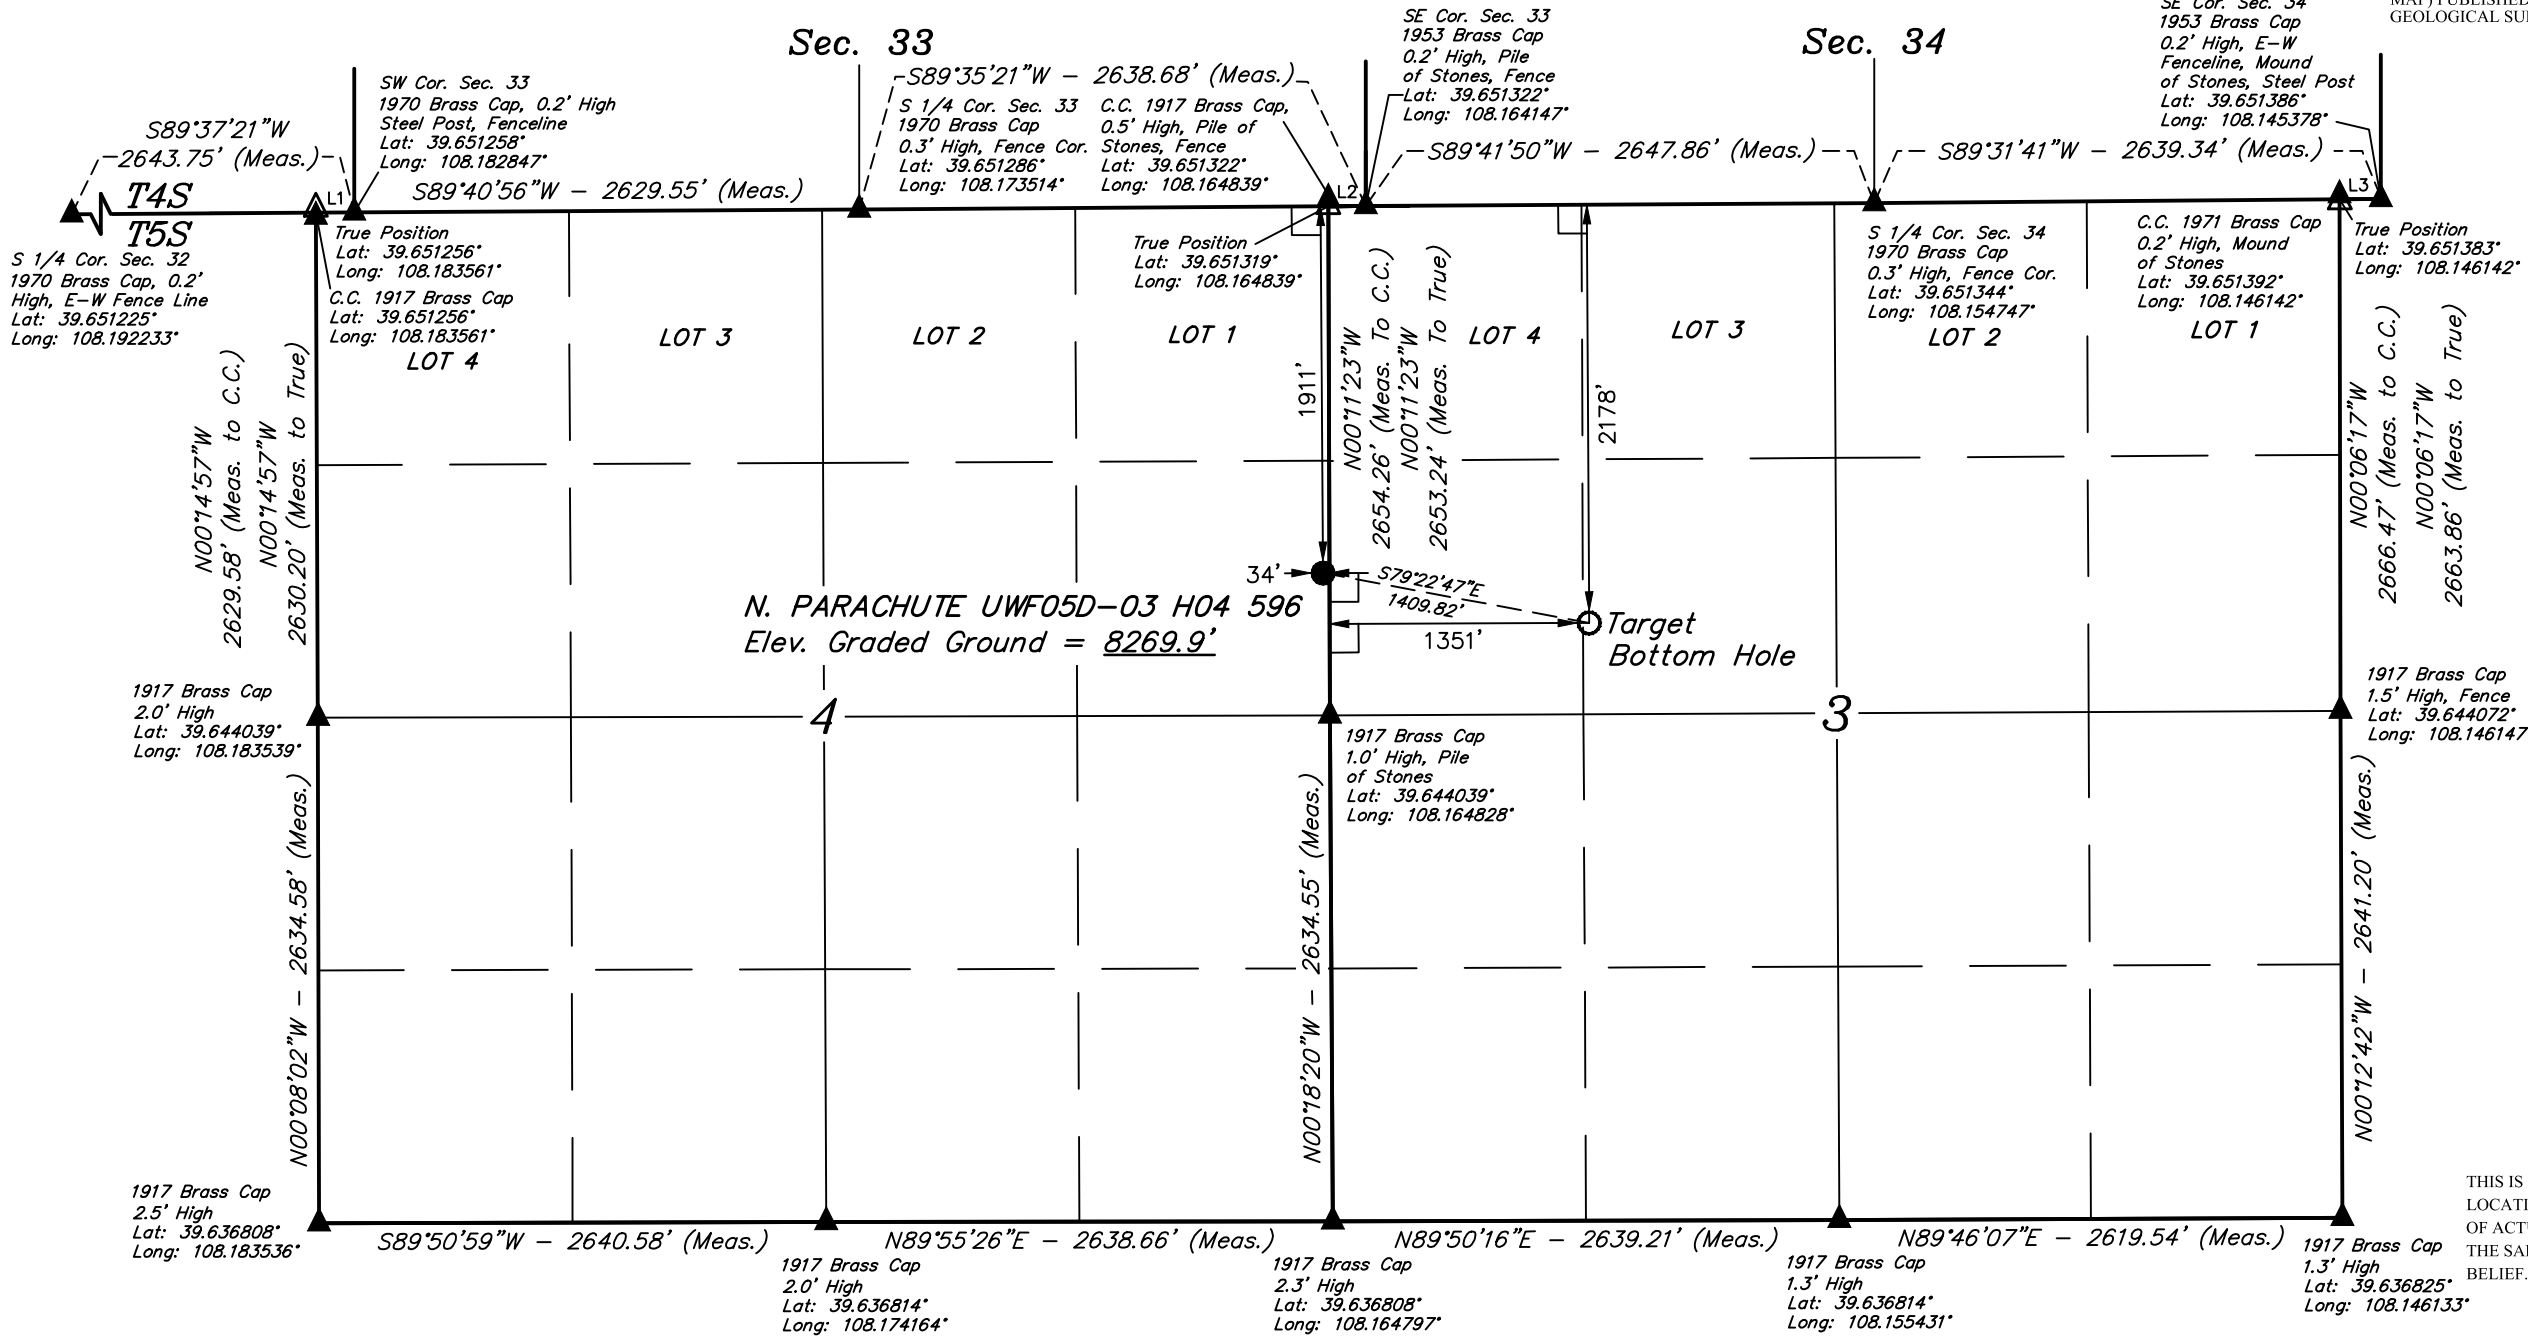 MAP) PUBLISHED
GEOLOGICAL
Sec. 33
Sec. 34
SE Cor. Sec. 33
1953 Brass Cap
0.2' High, Pile
of Stones, Fence
Lat: 39.651322°
Long: 108.164147°
SE Cor. Sec. 34
1953 Brass Cap
0.2' High, E-W
Fenceline, Mound
of Stones, Steel Post
Lat: 39.651386°
Long: 108.145378°
SW Cor. Sec. 33
1970 Brass Cap, 0.2' High
Steel Post, Fenceline
Lat: 39.651258°
Long: 108.182847°
S89°35'21"W - 2638.68' (Meas.)
S 1/4 Cor. Sec. 33
1970 Brass Cap
0.3' High, Fence Cor.
Lat: 39.651286°
Long: 108.173514°
C.C. 1917 Brass Cap,
0.5' High, Pile of
Stones, Fence
Lat: 39.651322°
Long: 108.164839°
S89°37'21"W
2643.75' (Meas.)
S89°40'56"W - 2629.55' (Meas.)
S89°41'50"W - 2647.86' (Meas.)
S89°31'41"W - 2639.34' (Meas.)
T4S
T5S
L1
L2
L3
S 1/4 Cor. Sec. 32
1970 Brass Cap, 0.2'
High, E-W Fence Line
Lat: 39.651225°
Long: 108.192233°
True Position
Lat: 39.651256°
Long: 108.183561°
C.C. 1917 Brass Cap
Lat: 39.651256°
Long: 108.183561°
True Position
Lat: 39.651319°
Long: 108.164839°
S 1/4 Cor. Sec. 34
1970 Brass Cap
0.3' High, Fence Cor.
Lat: 39.651344°
Long: 108.154747°
C.C. 1971 Brass Cap
0.2' High, Mound
of Stones
Lat: 39.651392°
Long: 108.146142°
True Position
Lat: 39.651383°
Long: 108.146142°
LOT 4
LOT 3
LOT 2
LOT 1
LOT 4
LOT 3
LOT 2
LOT 1
N00°14'57"W
2629.58' (Meas. to C.C.)
N00°14'57"W
2630.20' (Meas. to True)
1911'
N00°11'23"W
2654.26' (Meas. To C.C.)
N00°11'23"W
2653.24' (Meas. To True)
2178'
N00°06'17"W
2666.47' (Meas. to C.C.)
N00°06'17"W
2663.86' (Meas. to True)
34'
S79°22'47"E
1409.82'
N. PARACHUTE UWF05D-03 H04 596
Elev. Graded Ground = 8269.9'
1351'
Target
Bottom Hole
1917 Brass Cap
2.0' High
Lat: 39.644039°
Long: 108.183539°
4
3
1917 Brass Cap
1.0' High, Pile
of Stones
Lat: 39.644039°
Long: 108.164828°
1917 Brass Cap
1.5' High, Fence
Lat: 39.644072°
Long: 108.146147
N00°08'02"W - 2634.58' (Meas.)
N00°18'20"W - 2634.55' (Meas.)
N00°12'42"W - 2641.20' (Meas.)
1917 Brass Cap
2.5' High
Lat: 39.636808°
Long: 108.183536°
S89°50'59"W - 2640.58' (Meas.)
N89°55'26"E - 2638.66' (Meas.)
N89°50'16"E - 2639.21' (Meas.)
N89°46'07"E - 2619.54' (Meas.)
1917 Brass Cap
2.0' High
Lat: 39.636814°
Long: 108.174164°
1917 Brass Cap
2.3' High
Lat: 39.636808°
Long: 108.164797°
1917 Brass Cap
1.3' High
Lat: 39.636814°
Long: 108.155431°
1917 Brass Cap
1.3' High
Lat: 39.636825°
Long: 108.146133°
THIS IS
OF
THE
BELIEF.